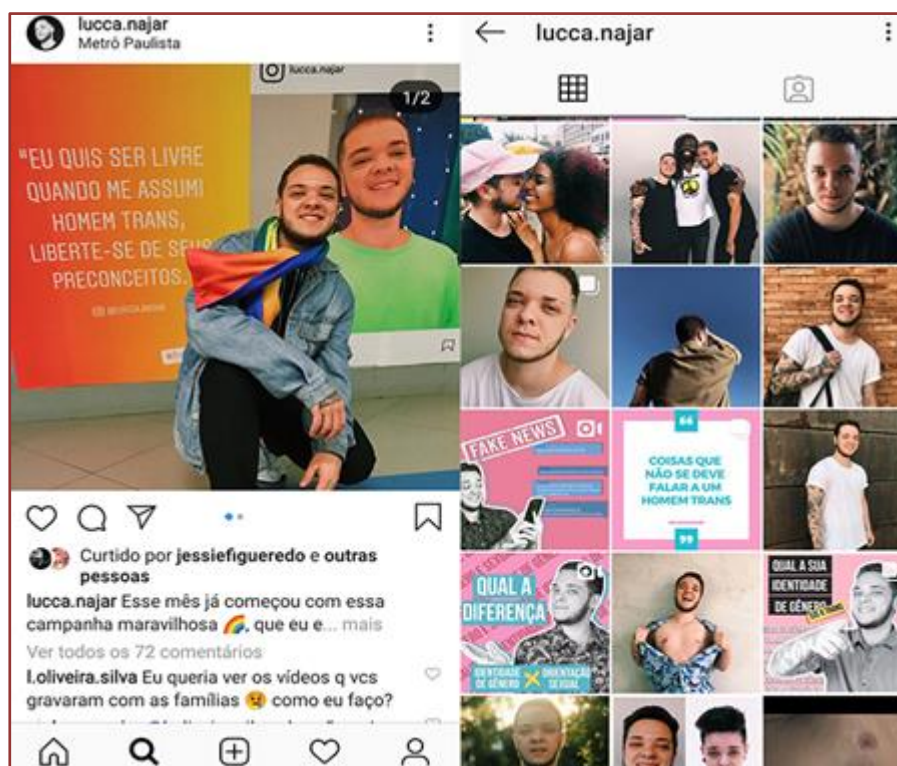 lucca.najar
Metrô Paulista
lucca.najar
1/2
"EU QUIS SER LIVRE
QUANDO ME ASSUMI
HOMEM TRANS,
LIBERTE-SE DE SEUS
PRECONCEITOS.
Curtido por jessiefigueredo e outras
pessoas
lucca.najar Esse mês já começou com essa
campanha maravilhosa 🌈, que eu e... mais
Ver todos os 72 comentários
l.oliveira.silva Eu queria ver os vídeos q vcs
gravaram com as famílias 😢 como eu faço?
lucca.najar
FAKE NEWS
COISAS QUE
NÃO SE DEVE
FALAR A UM
HOMEM TRANS
QUAL A
DIFERENÇA
IDENTIDADE
DE GÊNERO X ORIENTAÇÃO
SEXUAL
QUAL A SUA
IDENTIDADE
DE GÊNERO